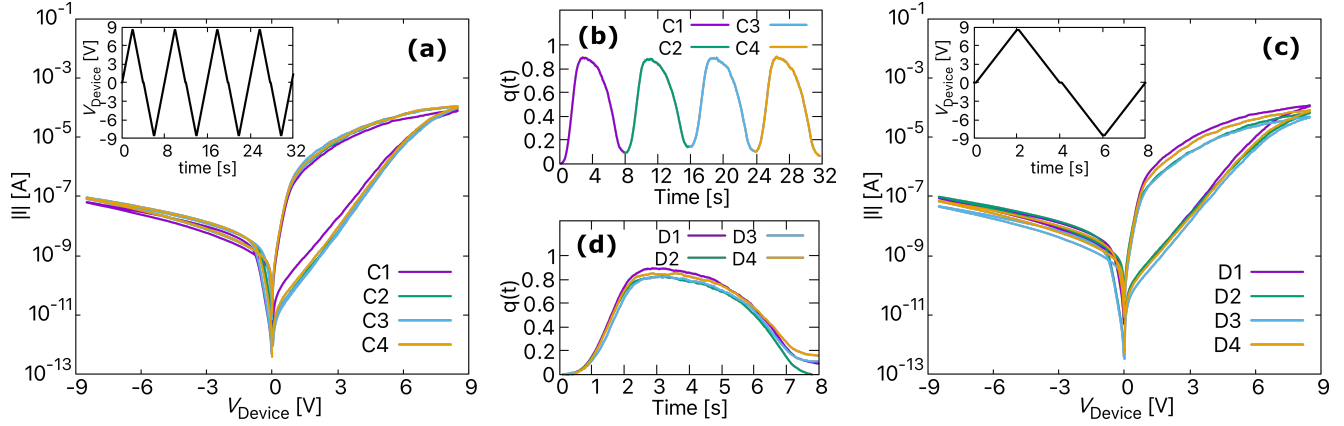 (a)
|I| [A]
10⁻¹
10⁻³
10⁻⁵
10⁻⁷
10⁻⁹
10⁻¹¹
10⁻¹³
-9 -6 -3 0 3 6 9
V_Device [V]
C1
C2
C3
C4
V_Device [V]
9
6
3
0
-3
-6
-9
0 8 16 24 32
time [s]
(b)
C1 C3
C2 C4
q(t)
1
0.8
0.6
0.4
0.2
0
0 4 8 12 16 20 24 28 32
Time [s]
(d)
D1 D3
D2 D4
q(t)
1
0.8
0.6
0.4
0.2
0
0 1 2 3 4 5 6 7 8
Time [s]
(c)
|I| [A]
10⁻¹
10⁻³
10⁻⁵
10⁻⁷
10⁻⁹
10⁻¹¹
10⁻¹³
-9 -6 -3 0 3 6 9
V_Device [V]
D1
D2
D3
D4
V_Device [V]
9
6
3
0
-3
-6
-9
0 2 4 6 8
time [s]